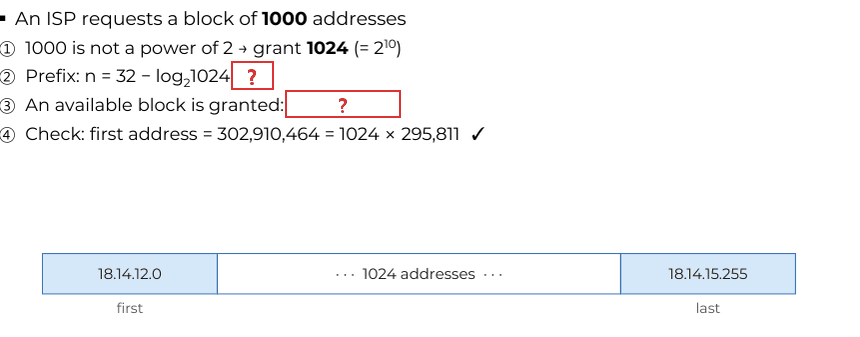 ▪ An ISP requests a block of 1000 addresses
① 1000 is not a power of 2 → grant 1024 (= 2¹⁰)
② Prefix: n = 32 − log₂1024 ?
③ An available block is granted: ?
④ Check: first address = 302,910,464 = 1024 × 295,811 ✓
18.14.12.0 ··· 1024 addresses ··· 18.14.15.255
first last